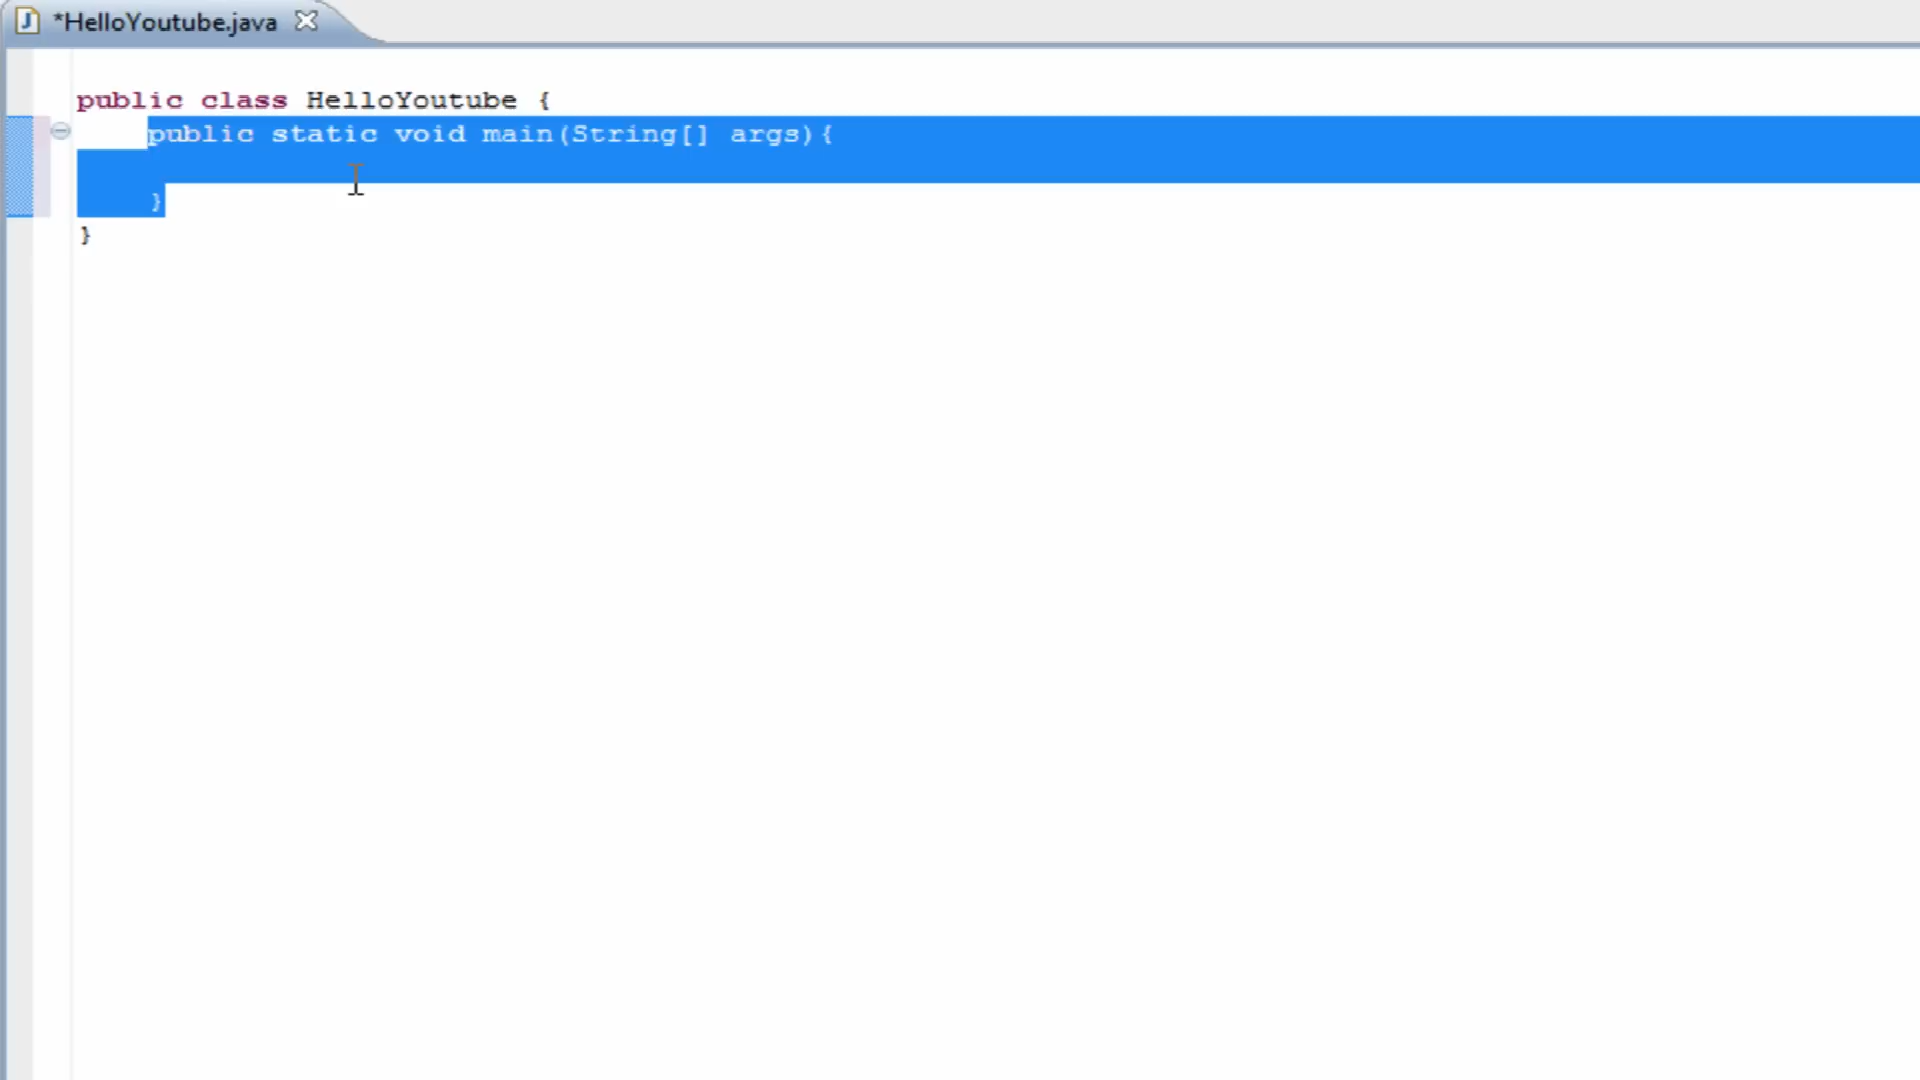 *HelloYoutube.java
public class HelloYoutube {
public static void main(String[] args){
}
}